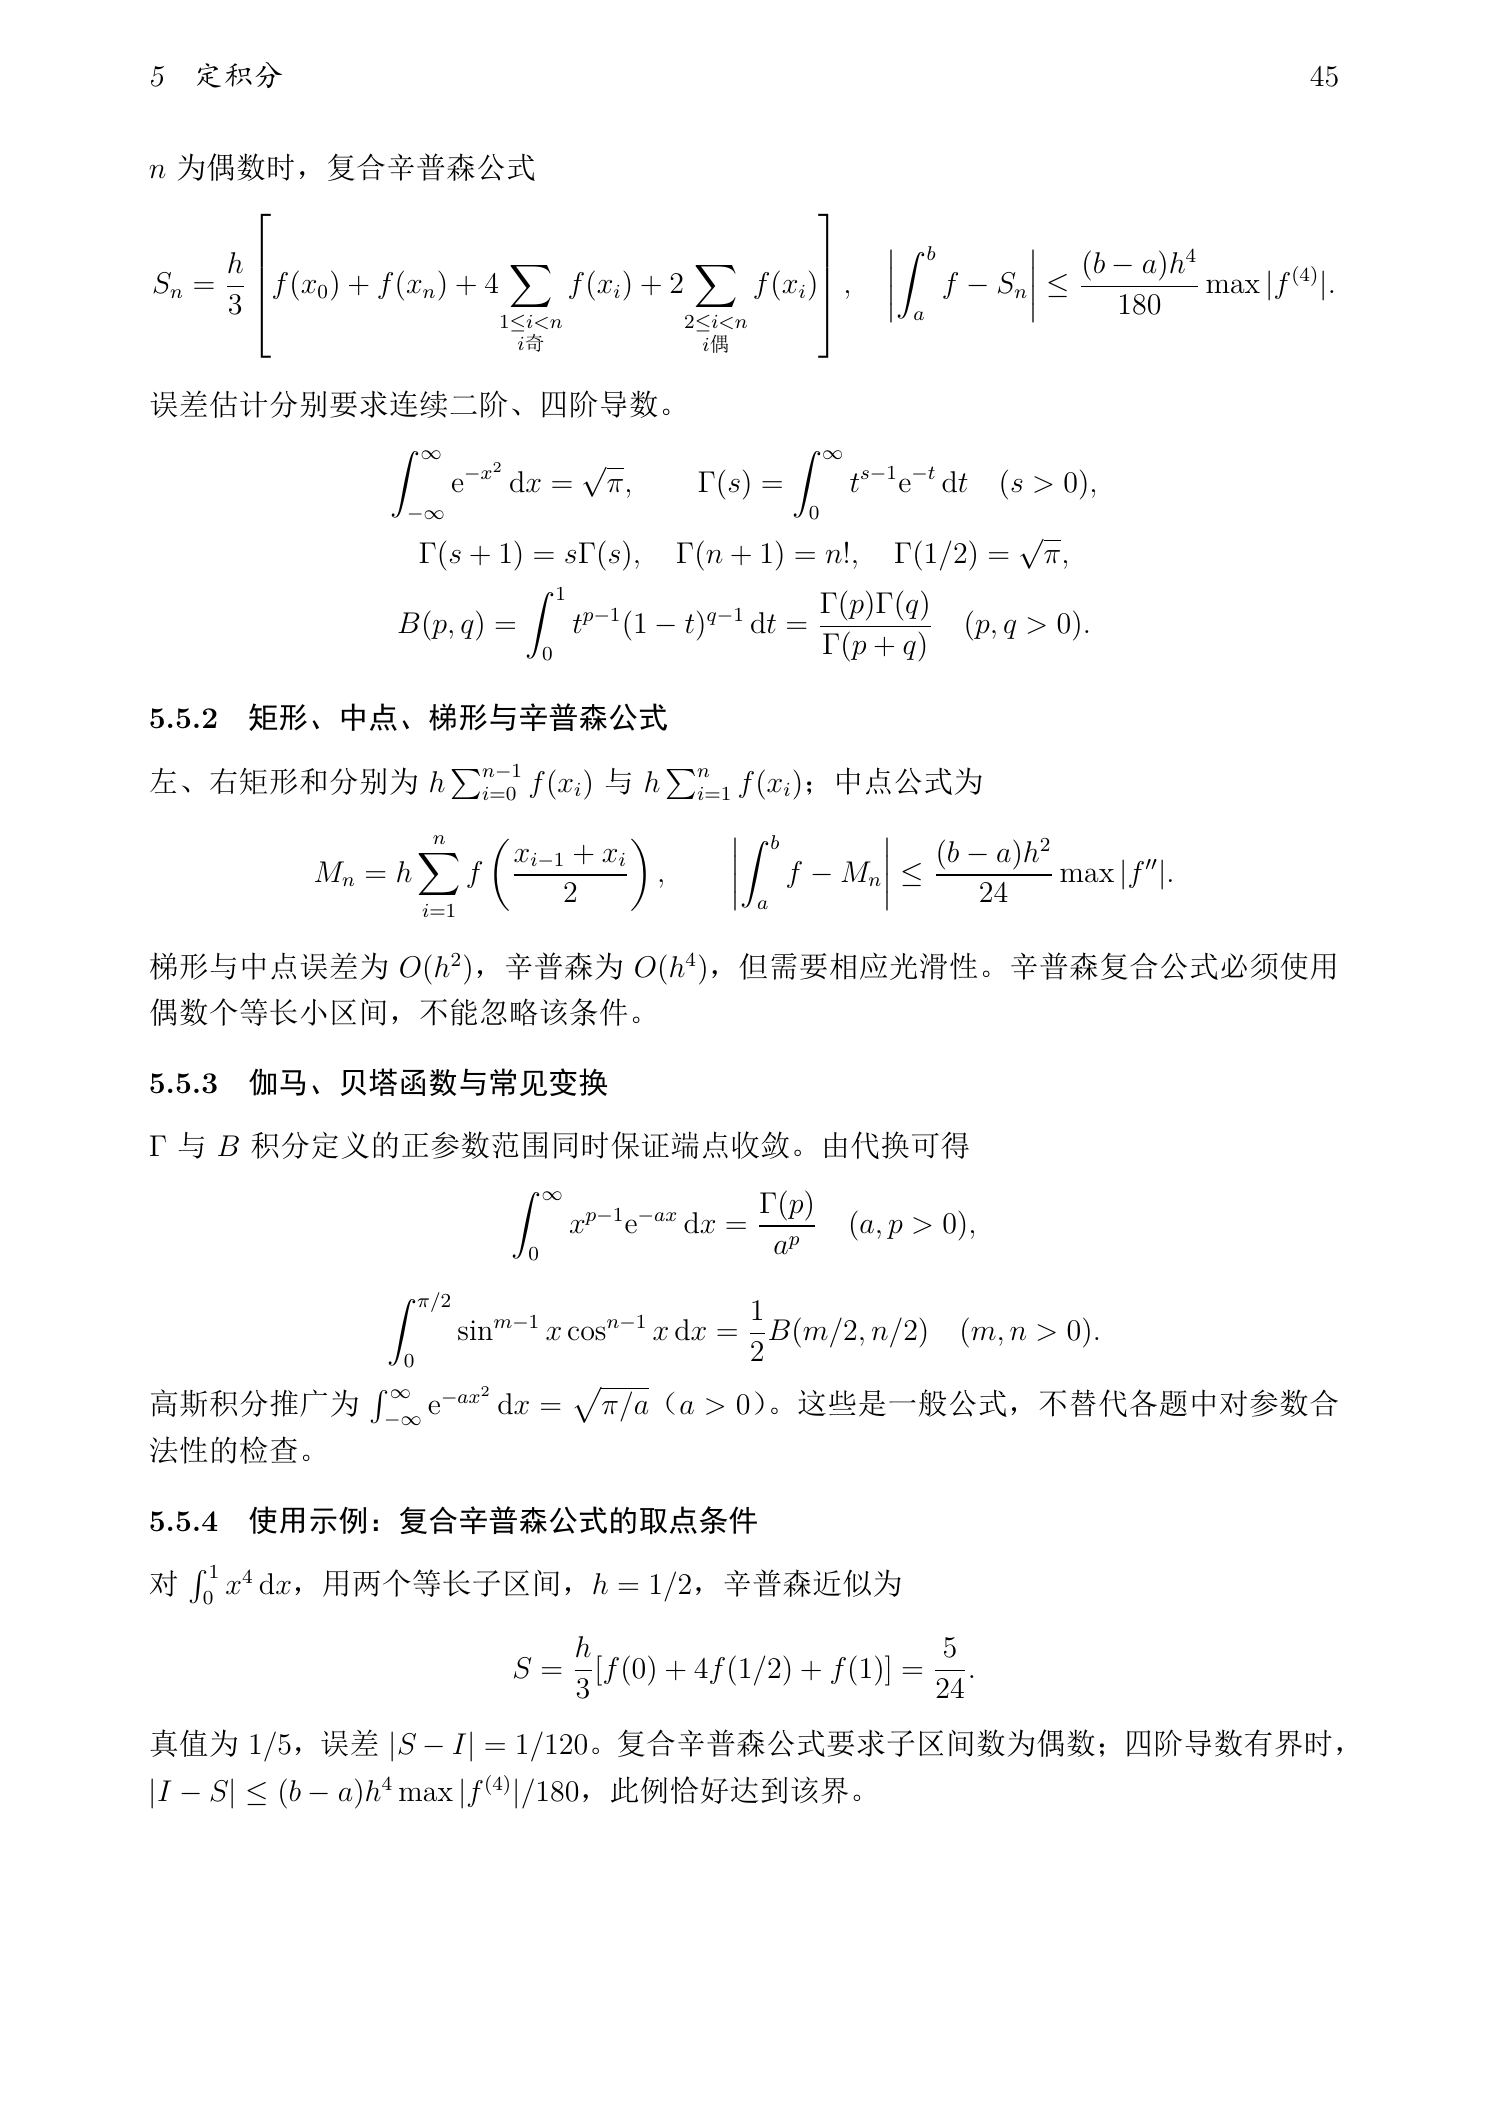 5 定积分 45
n 为偶数时，复合辛普森公式
$S_n = \frac{h}{3}\left[f(x_0) + f(x_n) + 4\sum_{\substack{1\le i<n\\ i奇}} f(x_i) + 2\sum_{\substack{2\le i<n\\ i偶}} f(x_i)\right], \quad \left|\int_a^b f - S_n\right| \le \frac{(b-a)h^4}{180}\max|f^{(4)}|.$
误差估计分别要求连续二阶、四阶导数。
$\int_{-\infty}^{\infty} e^{-x^2}\,dx = \sqrt{\pi}, \qquad \Gamma(s) = \int_0^{\infty} t^{s-1}e^{-t}\,dt \quad (s > 0),$
$\Gamma(s+1) = s\Gamma(s), \quad \Gamma(n+1) = n!, \quad \Gamma(1/2) = \sqrt{\pi},$
$B(p,q) = \int_0^1 t^{p-1}(1-t)^{q-1}\,dt = \frac{\Gamma(p)\Gamma(q)}{\Gamma(p+q)} \quad (p,q > 0).$
5.5.2 矩形、中点、梯形与辛普森公式
左、右矩形和分别为 $h\sum_{i=0}^{n-1} f(x_i)$ 与 $h\sum_{i=1}^{n} f(x_i)$；中点公式为
$M_n = h\sum_{i=1}^{n} f\left(\frac{x_{i-1}+x_i}{2}\right), \qquad \left|\int_a^b f - M_n\right| \le \frac{(b-a)h^2}{24}\max|f''|.$
梯形与中点误差为 $O(h^2)$，辛普森为 $O(h^4)$，但需要相应光滑性。辛普森复合公式必须使用
偶数个等长小区间，不能忽略该条件。
5.5.3 伽马、贝塔函数与常见变换
Γ 与 B 积分定义的正参数范围同时保证端点收敛。由代换可得
$\int_0^{\infty} x^{p-1}e^{-ax}\,dx = \frac{\Gamma(p)}{a^p} \quad (a,p > 0),$
$\int_0^{\pi/2} \sin^{m-1}x\cos^{n-1}x\,dx = \frac{1}{2}B(m/2,n/2) \quad (m,n > 0).$
高斯积分推广为 $\int_{-\infty}^{\infty} e^{-ax^2}\,dx = \sqrt{\pi/a}$（$a > 0$）。这些是一般公式，不替代各题中对参数合
法性的检查。
5.5.4 使用示例：复合辛普森公式的取点条件
对 $\int_0^1 x^4\,dx$，用两个等长子区间，$h = 1/2$，辛普森近似为
$S = \frac{h}{3}[f(0) + 4f(1/2) + f(1)] = \frac{5}{24}.$
真值为 1/5，误差 $|S - I| = 1/120$。复合辛普森公式要求子区间数为偶数；四阶导数有界时，
$|I - S| \le (b-a)h^4\max|f^{(4)}|/180$，此例恰好达到该界。